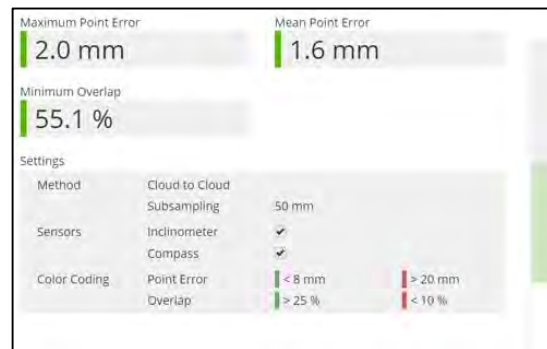 Maximum Point Error Mean Point Error
2.0 mm 1.6 mm
Minimum Overlap
55.1 %
Settings
Method Cloud to Cloud
Subsampling 50 mm
Sensors Inclinometer ✔
Compass ✔
Color Coding Point Error < 8 mm > 20 mm
Overlap > 25 % < 10 %